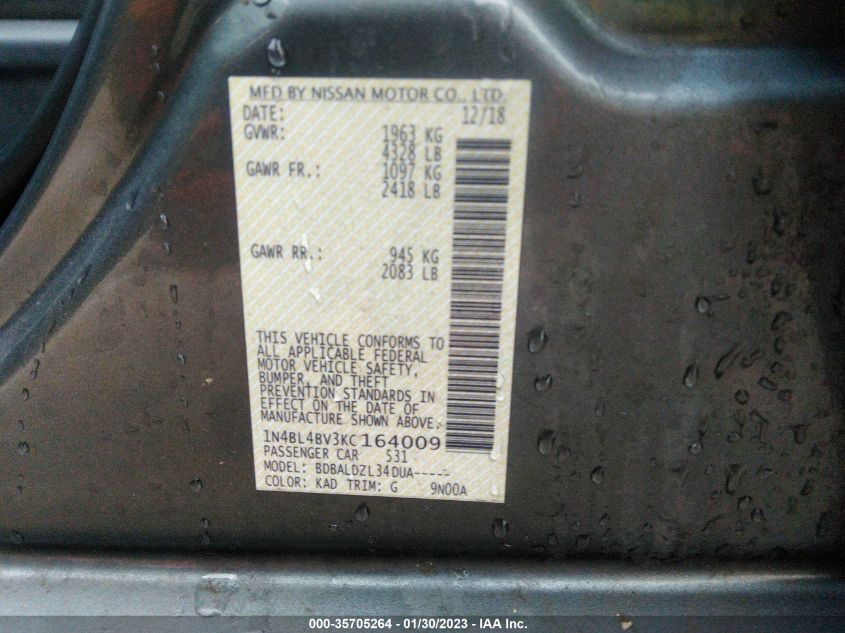 MFD BY NISSAN MOTOR CO., LTD.
DATE: 12/18
GVWR: 1963 KG
4328 LB
GAWR FR.: 1097 KG
2418 LB
GAWR RR.: 945 KG
2083 LB
THIS VEHICLE CONFORMS TO
ALL APPLICABLE FEDERAL
MOTOR VEHICLE SAFETY,
BUMPER, AND THEFT
PREVENTION STANDARDS IN
EFFECT ON THE DATE OF
MANUFACTURE SHOWN ABOVE.
1N4BL4BV3KC164009
PASSENGER CAR 531
MODEL: BDBALDZL34DUA-----
COLOR: KAD TRIM: G 9N00A
000-35705264 - 01/30/2023 - IAA Inc.